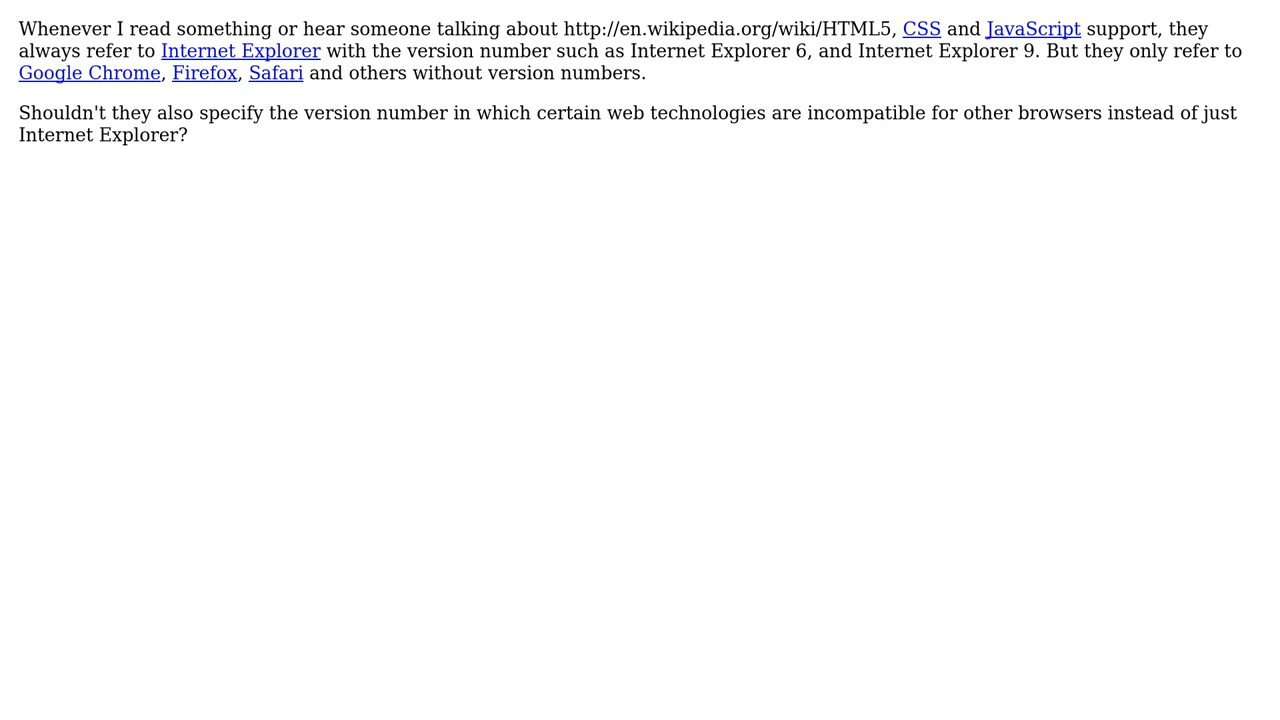 Whenever I read something or hear someone talking about http://en.wikipedia.org/wiki/HTML5, CSS and JavaScript support, they
always refer to Internet Explorer with the version number such as Internet Explorer 6, and Internet Explorer 9. But they only refer to
Google Chrome, Firefox, Safari and others without version numbers.
Shouldn't they also specify the version number in which certain web technologies are incompatible for other browsers instead of just
Internet Explorer?